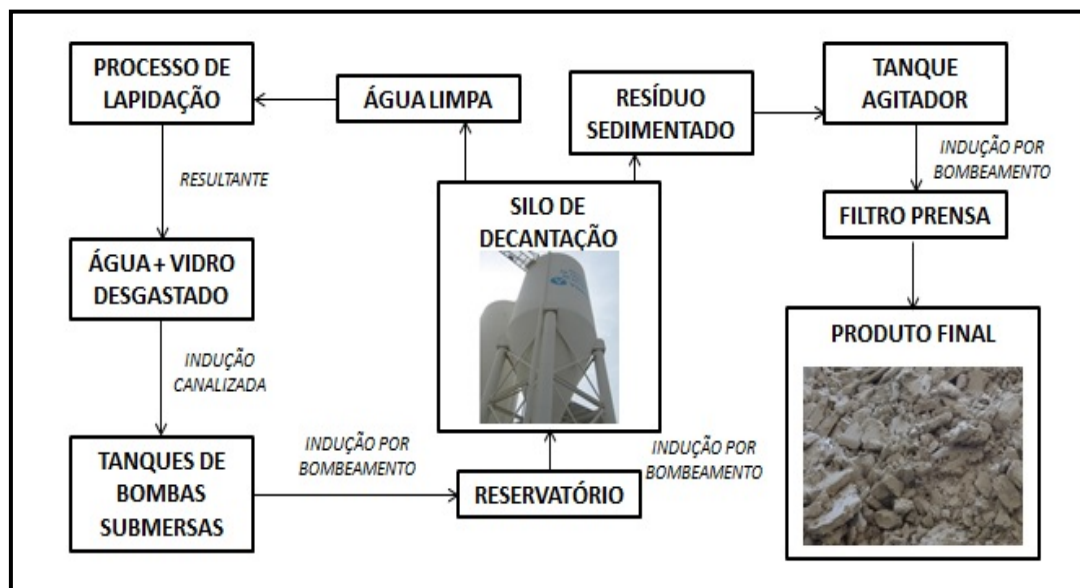 PROCESSO DE
LAPIDAÇÃO
ÁGUA LIMPA
RESÍDUO
SEDIMENTADO
TANQUE
AGITADOR
RESULTANTE
INDUÇÃO POR
BOMBEAMENTO
SILO DE
DECANTAÇÃO
FILTRO PRENSA
ÁGUA + VIDRO
DESGASTADO
PRODUTO FINAL
INDUÇÃO
CANALIZADA
TANQUES DE
BOMBAS
SUBMERSAS
INDUÇÃO POR
BOMBEAMENTO
RESERVATÓRIO
INDUÇÃO POR
BOMBEAMENTO